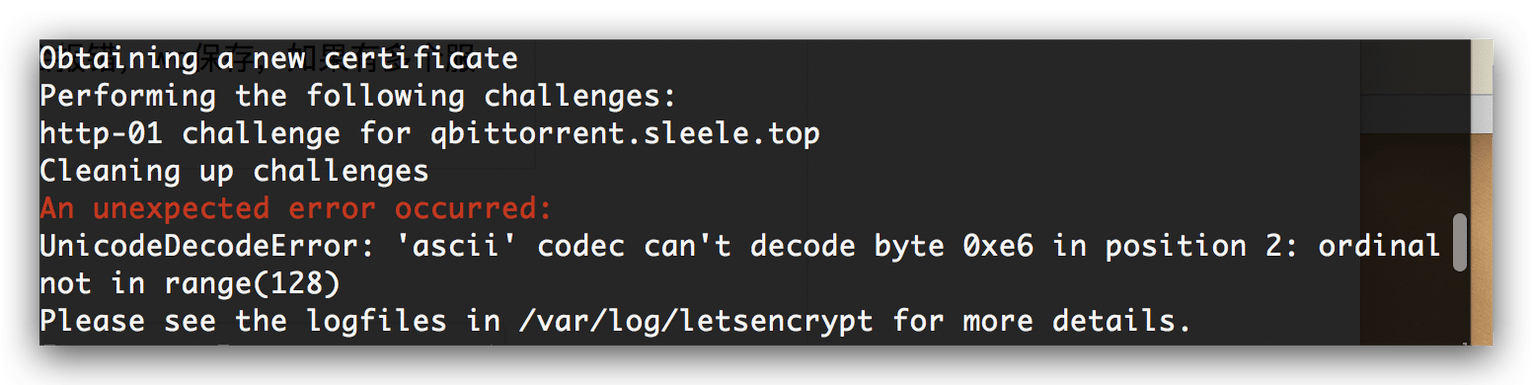 Obtaining a new certificate
Performing the following challenges:
http-01 challenge for qbittorrent.sleele.top
Cleaning up challenges
An unexpected error occurred:
UnicodeDecodeError: 'ascii' codec can't decode byte 0xe6 in position 2: ordinal
not in range(128)
Please see the logfiles in /var/log/letsencrypt for more details.